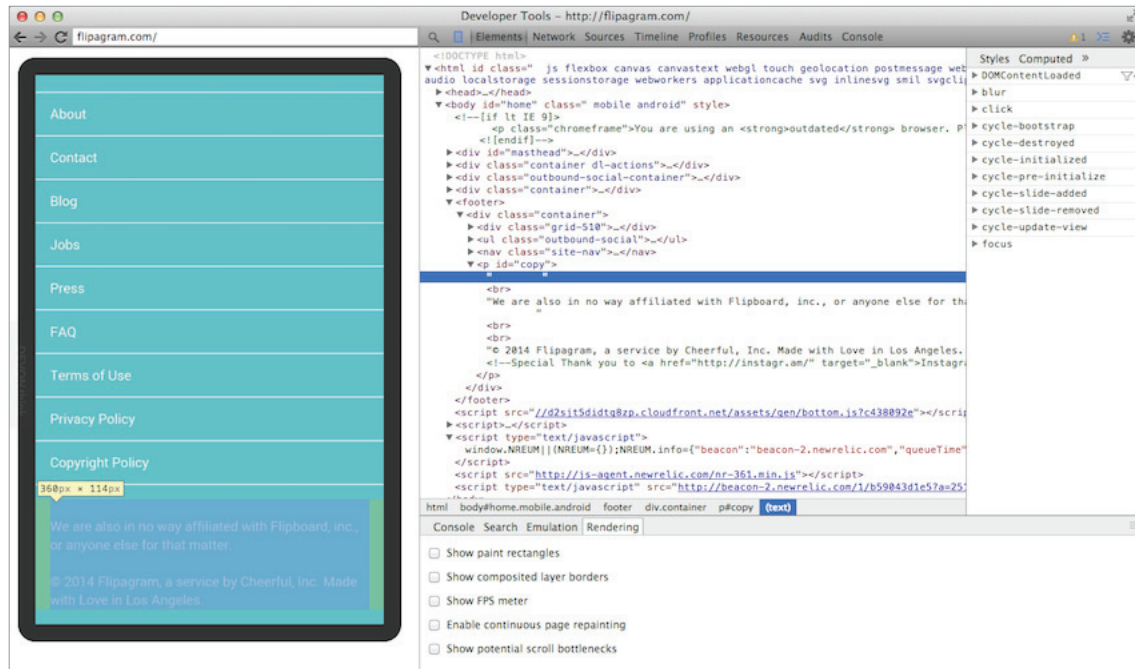 Developer Tools – http://flipagram.com/
flipagram.com/
Elements Network Sources Timeline Profiles Resources Audits Console
1
About
Contact
Blog
Jobs
Press
FAQ
Terms of Use
Privacy Policy
Copyright Policy
360px × 114px
We are also in no way affiliated with Flipboard, inc.,
or anyone else for that matter.
© 2014 Flipagram, a service by Cheerful, Inc. Made
with Love in Los Angeles.
<!DOCTYPE html>
▼<html id class=" js flexbox canvas canvastext webgl touch geolocation postmessage web
audio localstorage sessionstorage webworkers applicationcache svg inlinesvg smil svgclip
▶<head>…</head>
▼<body id="home" class=" mobile android" style>
<!--[if lt IE 9]>
<p class="chromeframe">You are using an <strong>outdated</strong> browser.
<![endif]-->
▶<div id="masthead">…</div>
▶<div class="container dl-actions">…</div>
▶<div class="outbound-social-container">…</div>
▶<div class="container">…</div>
▼<footer>
▼<div class="container">
▶<div class="grid-510">…</div>
▶<ul class="outbound-social">…</ul>
▶<nav class="site-nav">…</nav>
▼<p id="copy">
" "
<br>
"We are also in no way affiliated with Flipboard, inc., or anyone else for tha
"
<br>
<br>
"© 2014 Flipagram, a service by Cheerful, Inc. Made with Love in Los Angeles.
<!--Special Thank you to <a href="http://instagr.am/" target="_blank">Instagra
</p>
</div>
</footer>
<script src="//d2sjt5didtq8zp.cloudfront.net/assets/gen/bottom.js?c438092e"></scrip
▶<script>…</script>
▼<script type="text/javascript">
window.NREUM||(NREUM={});NREUM.info={"beacon":"beacon-2.newrelic.com","queueTime"
</script>
<script src="http://js-agent.newrelic.com/nr-361.min.js"></script>
<script type="text/javascript" src="http://beacon-2.newrelic.com/1/b59043d1e5?a=251
html body#home.mobile.android footer div.container p#copy (text)
Styles Computed »
▶ DOMContentLoaded
▶ blur
▶ click
▶ cycle-bootstrap
▶ cycle-destroyed
▶ cycle-initialized
▶ cycle-pre-initialize
▶ cycle-slide-added
▶ cycle-slide-removed
▶ cycle-update-view
▶ focus
Console Search Emulation Rendering
Show paint rectangles
Show composited layer borders
Show FPS meter
Enable continuous page repainting
Show potential scroll bottlenecks